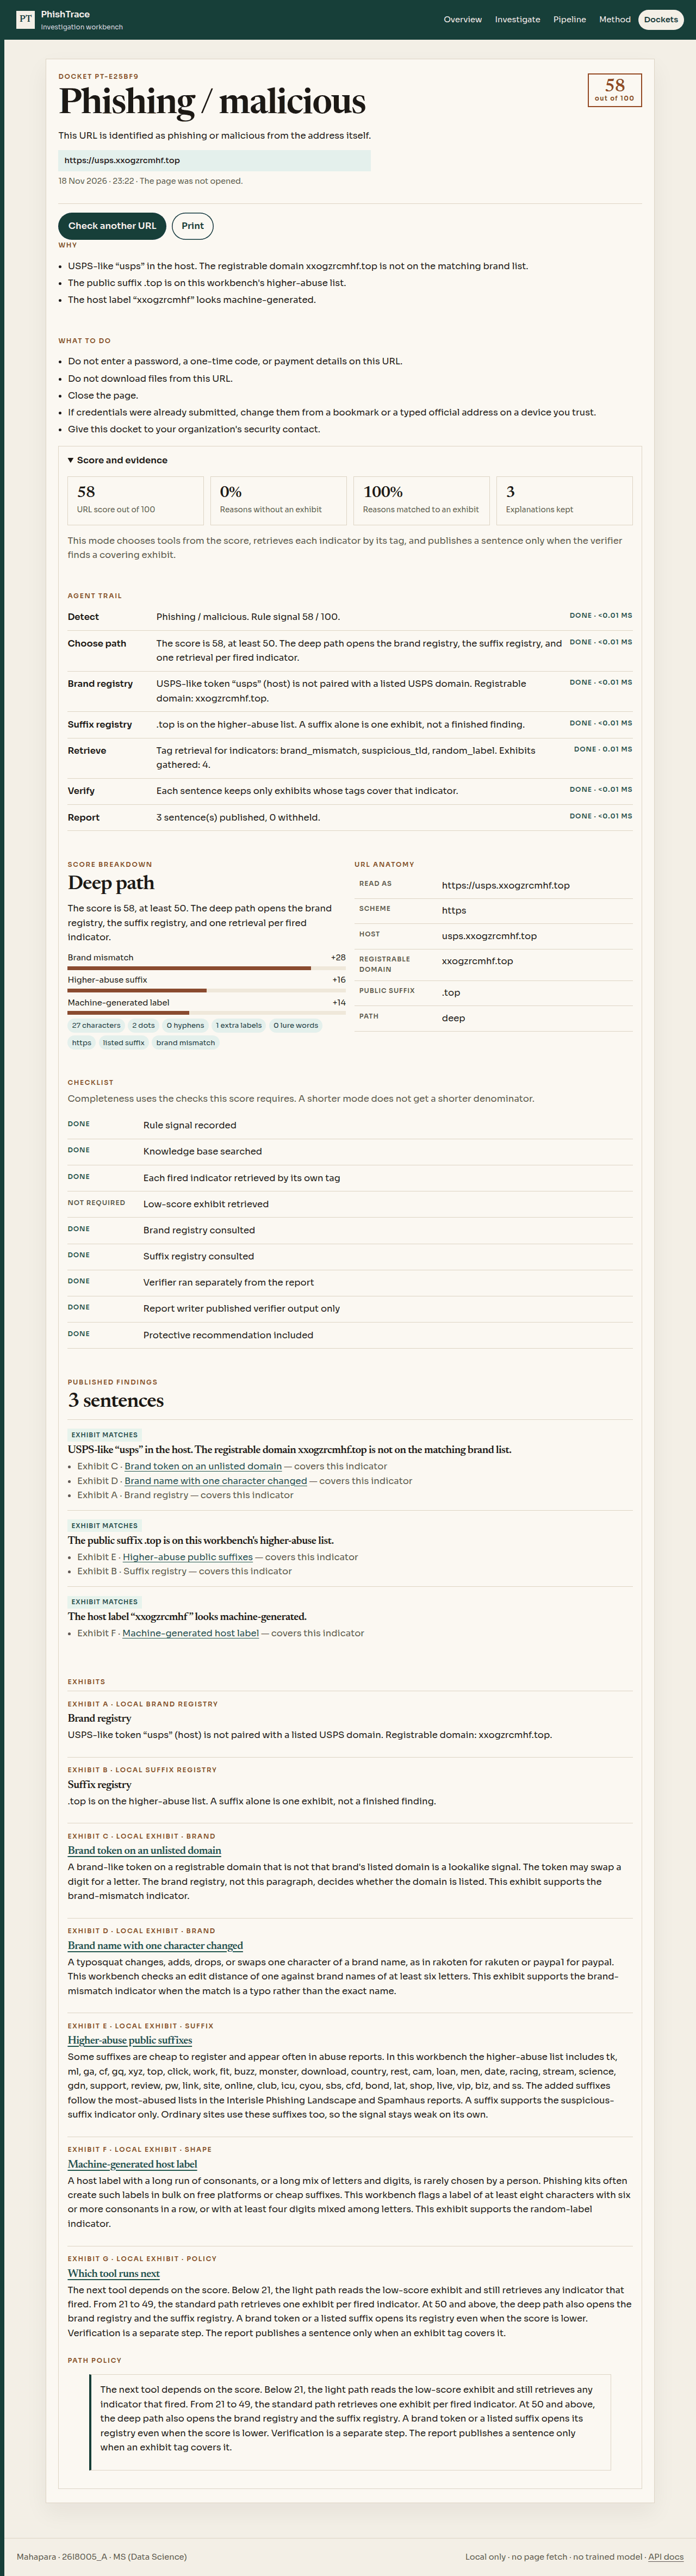 PT
PhishTrace
Investigation workbench
Overview
Investigate
Pipeline
Method
Dockets
DOCKET PT-E25BF9
Phishing / malicious
58
out of 100
This URL is identified as phishing or malicious from the address itself.
https://usps.xxogzrcmhf.top
18 Nov 2026 · 23:22 · The page was not opened.
Check another URL
Print
WHY
• USPS-like “usps” in the host. The registrable domain xxogzrcmhf.top is not on the matching brand list.
• The public suffix .top is on this workbench's higher-abuse list.
• The host label “xxogzrcmhf” looks machine-generated.
WHAT TO DO
• Do not enter a password, a one-time code, or payment details on this URL.
• Do not download files from this URL.
• Close the page.
• If credentials were already submitted, change them from a bookmark or a typed official address on a device you trust.
• Give this docket to your organization's security contact.
▼ Score and evidence
58
URL score out of 100
0%
Reasons without an exhibit
100%
Reasons matched to an exhibit
3
Explanations kept
This mode chooses tools from the score, retrieves each indicator by its tag, and publishes a sentence only when the verifier
finds a covering exhibit.
AGENT TRAIL
Detect
Phishing / malicious. Rule signal 58 / 100.
DONE · <0.01 MS
Choose path
The score is 58, at least 50. The deep path opens the brand registry, the suffix registry, and
one retrieval per fired indicator.
DONE · <0.01 MS
Brand registry
USPS-like token “usps” (host) is not paired with a listed USPS domain. Registrable
domain: xxogzrcmhf.top.
DONE · <0.01 MS
Suffix registry
.top is on the higher-abuse list. A suffix alone is one exhibit, not a finished finding.
DONE · <0.01 MS
Retrieve
Tag retrieval for indicators: brand_mismatch, suspicious_tld, random_label. Exhibits
gathered: 4.
DONE · 0.01 MS
Verify
Each sentence keeps only exhibits whose tags cover that indicator.
DONE · <0.01 MS
Report
3 sentence(s) published, 0 withheld.
DONE · <0.01 MS
SCORE BREAKDOWN
Deep path
The score is 58, at least 50. The deep path opens the brand
registry, the suffix registry, and one retrieval per fired
indicator.
Brand mismatch +28
Higher-abuse suffix +16
Machine-generated label +14
27 characters
2 dots
0 hyphens
1 extra labels
0 lure words
https
listed suffix
brand mismatch
URL ANATOMY
READ AS
https://usps.xxogzrcmhf.top
SCHEME
https
HOST
usps.xxogzrcmhf.top
REGISTRABLE
DOMAIN
xxogzrcmhf.top
PUBLIC SUFFIX
.top
PATH
deep
CHECKLIST
Completeness uses the checks this score requires. A shorter mode does not get a shorter denominator.
DONE Rule signal recorded
DONE Knowledge base searched
DONE Each fired indicator retrieved by its own tag
NOT REQUIRED Low-score exhibit retrieved
DONE Brand registry consulted
DONE Suffix registry consulted
DONE Verifier ran separately from the report
DONE Report writer published verifier output only
DONE Protective recommendation included
PUBLISHED FINDINGS
3 sentences
EXHIBIT MATCHES
USPS-like “usps” in the host. The registrable domain xxogzrcmhf.top is not on the matching brand list.
• Exhibit C · Brand token on an unlisted domain — covers this indicator
• Exhibit D · Brand name with one character changed — covers this indicator
• Exhibit A · Brand registry — covers this indicator
EXHIBIT MATCHES
The public suffix .top is on this workbench's higher-abuse list.
• Exhibit E · Higher-abuse public suffixes — covers this indicator
• Exhibit B · Suffix registry — covers this indicator
EXHIBIT MATCHES
The host label “xxogzrcmhf” looks machine-generated.
• Exhibit F · Machine-generated host label — covers this indicator
EXHIBITS
EXHIBIT A · LOCAL BRAND REGISTRY
Brand registry
USPS-like token “usps” (host) is not paired with a listed USPS domain. Registrable domain: xxogzrcmhf.top.
EXHIBIT B · LOCAL SUFFIX REGISTRY
Suffix registry
.top is on the higher-abuse list. A suffix alone is one exhibit, not a finished finding.
EXHIBIT C · LOCAL EXHIBIT · BRAND
Brand token on an unlisted domain
A brand-like token on a registrable domain that is not that brand's listed domain is a lookalike signal. The token may swap a
digit for a letter. The brand registry, not this paragraph, decides whether the domain is listed. This exhibit supports the
brand-mismatch indicator.
EXHIBIT D · LOCAL EXHIBIT · BRAND
Brand name with one character changed
A typosquat changes, adds, drops, or swaps one character of a brand name, as in rakoten for rakuten or paypa1 for paypal.
This workbench checks an edit distance of one against brand names of at least six letters. This exhibit supports the brand-
mismatch indicator when the match is a typo rather than the exact name.
EXHIBIT E · LOCAL EXHIBIT · SUFFIX
Higher-abuse public suffixes
Some suffixes are cheap to register and appear often in abuse reports. In this workbench the higher-abuse list includes tk,
ml, ga, cf, gq, xyz, top, click, work, fit, buzz, monster, download, country, rest, cam, loan, men, date, racing, stream, science,
gdn, support, review, pw, link, site, online, club, icu, cyou, sbs, cfd, bond, lat, shop, live, vip, biz, and ss. The added suffixes
follow the most-abused lists in the Interisle Phishing Landscape and Spamhaus reports. A suffix supports the suspicious-
suffix indicator only. Ordinary sites use these suffixes too, so the signal stays weak on its own.
EXHIBIT F · LOCAL EXHIBIT · SHAPE
Machine-generated host label
A host label with a long run of consonants, or a long mix of letters and digits, is rarely chosen by a person. Phishing kits often
create such labels in bulk on free platforms or cheap suffixes. This workbench flags a label of at least eight characters with six
or more consonants in a row, or with at least four digits mixed among letters. This exhibit supports the random-label
indicator.
EXHIBIT G · LOCAL EXHIBIT · POLICY
Which tool runs next
The next tool depends on the score. Below 21, the light path reads the low-score exhibit and still retrieves any indicator that
fired. From 21 to 49, the standard path retrieves one exhibit per fired indicator. At 50 and above, the deep path also opens the
brand registry and the suffix registry. A brand token or a listed suffix opens its registry even when the score is lower.
Verification is a separate step. The report publishes a sentence only when an exhibit tag covers it.
PATH POLICY
The next tool depends on the score. Below 21, the light path reads the low-score exhibit and still retrieves any
indicator that fired. From 21 to 49, the standard path retrieves one exhibit per fired indicator. At 50 and above,
the deep path also opens the brand registry and the suffix registry. A brand token or a listed suffix opens its
registry even when the score is lower. Verification is a separate step. The report publishes a sentence only
when an exhibit tag covers it.
Mahapara · 26I8005_A · MS (Data Science)
Local only · no page fetch · no trained model · API docs